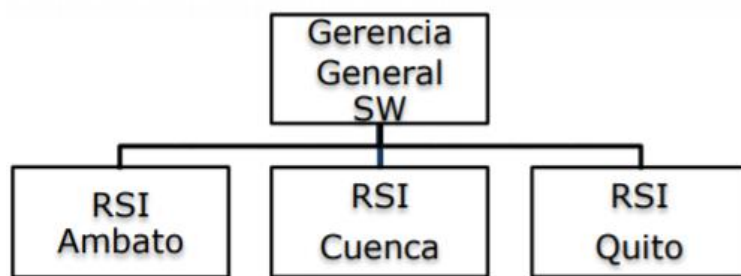 Gerencia
General
SW
RSI
Ambato
RSI
Cuenca
RSI
Quito